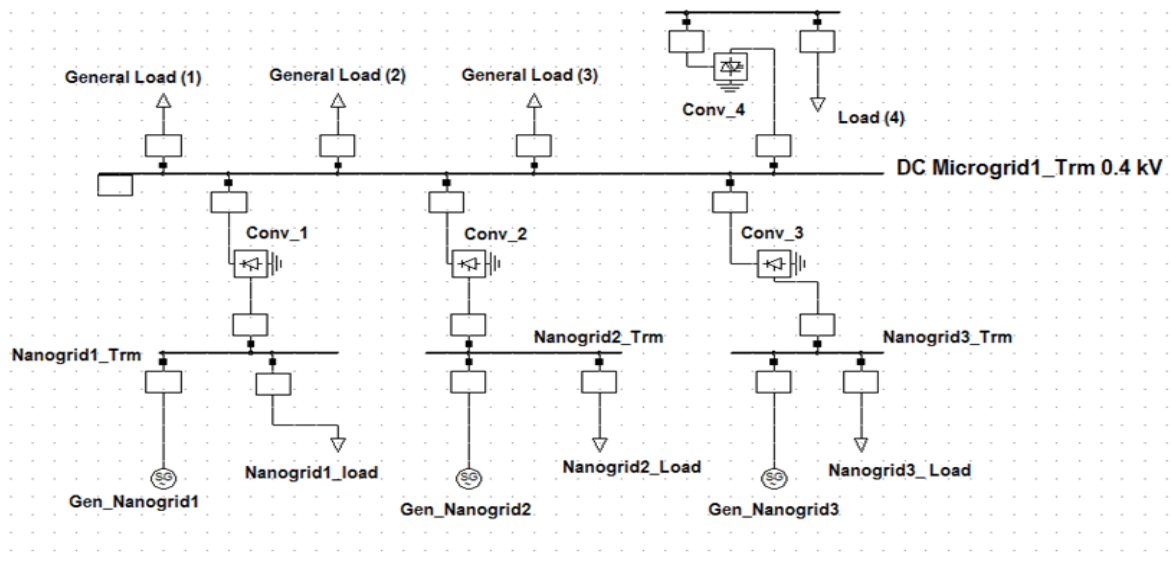 General Load (1)
General Load (2)
General Load (3)
Conv_4
Load (4)
DC Microgrid1_Trm 0.4 kV
Conv_1
Conv_2
Conv_3
Nanogrid1_Trm
Nanogrid2_Trm
Nanogrid3_Trm
Nanogrid1_load
Nanogrid2_Load
Nanogrid3_ Load
SG
SG
SG
Gen_Nanogrid1
Gen_Nanogrid2
Gen_Nanogrid3